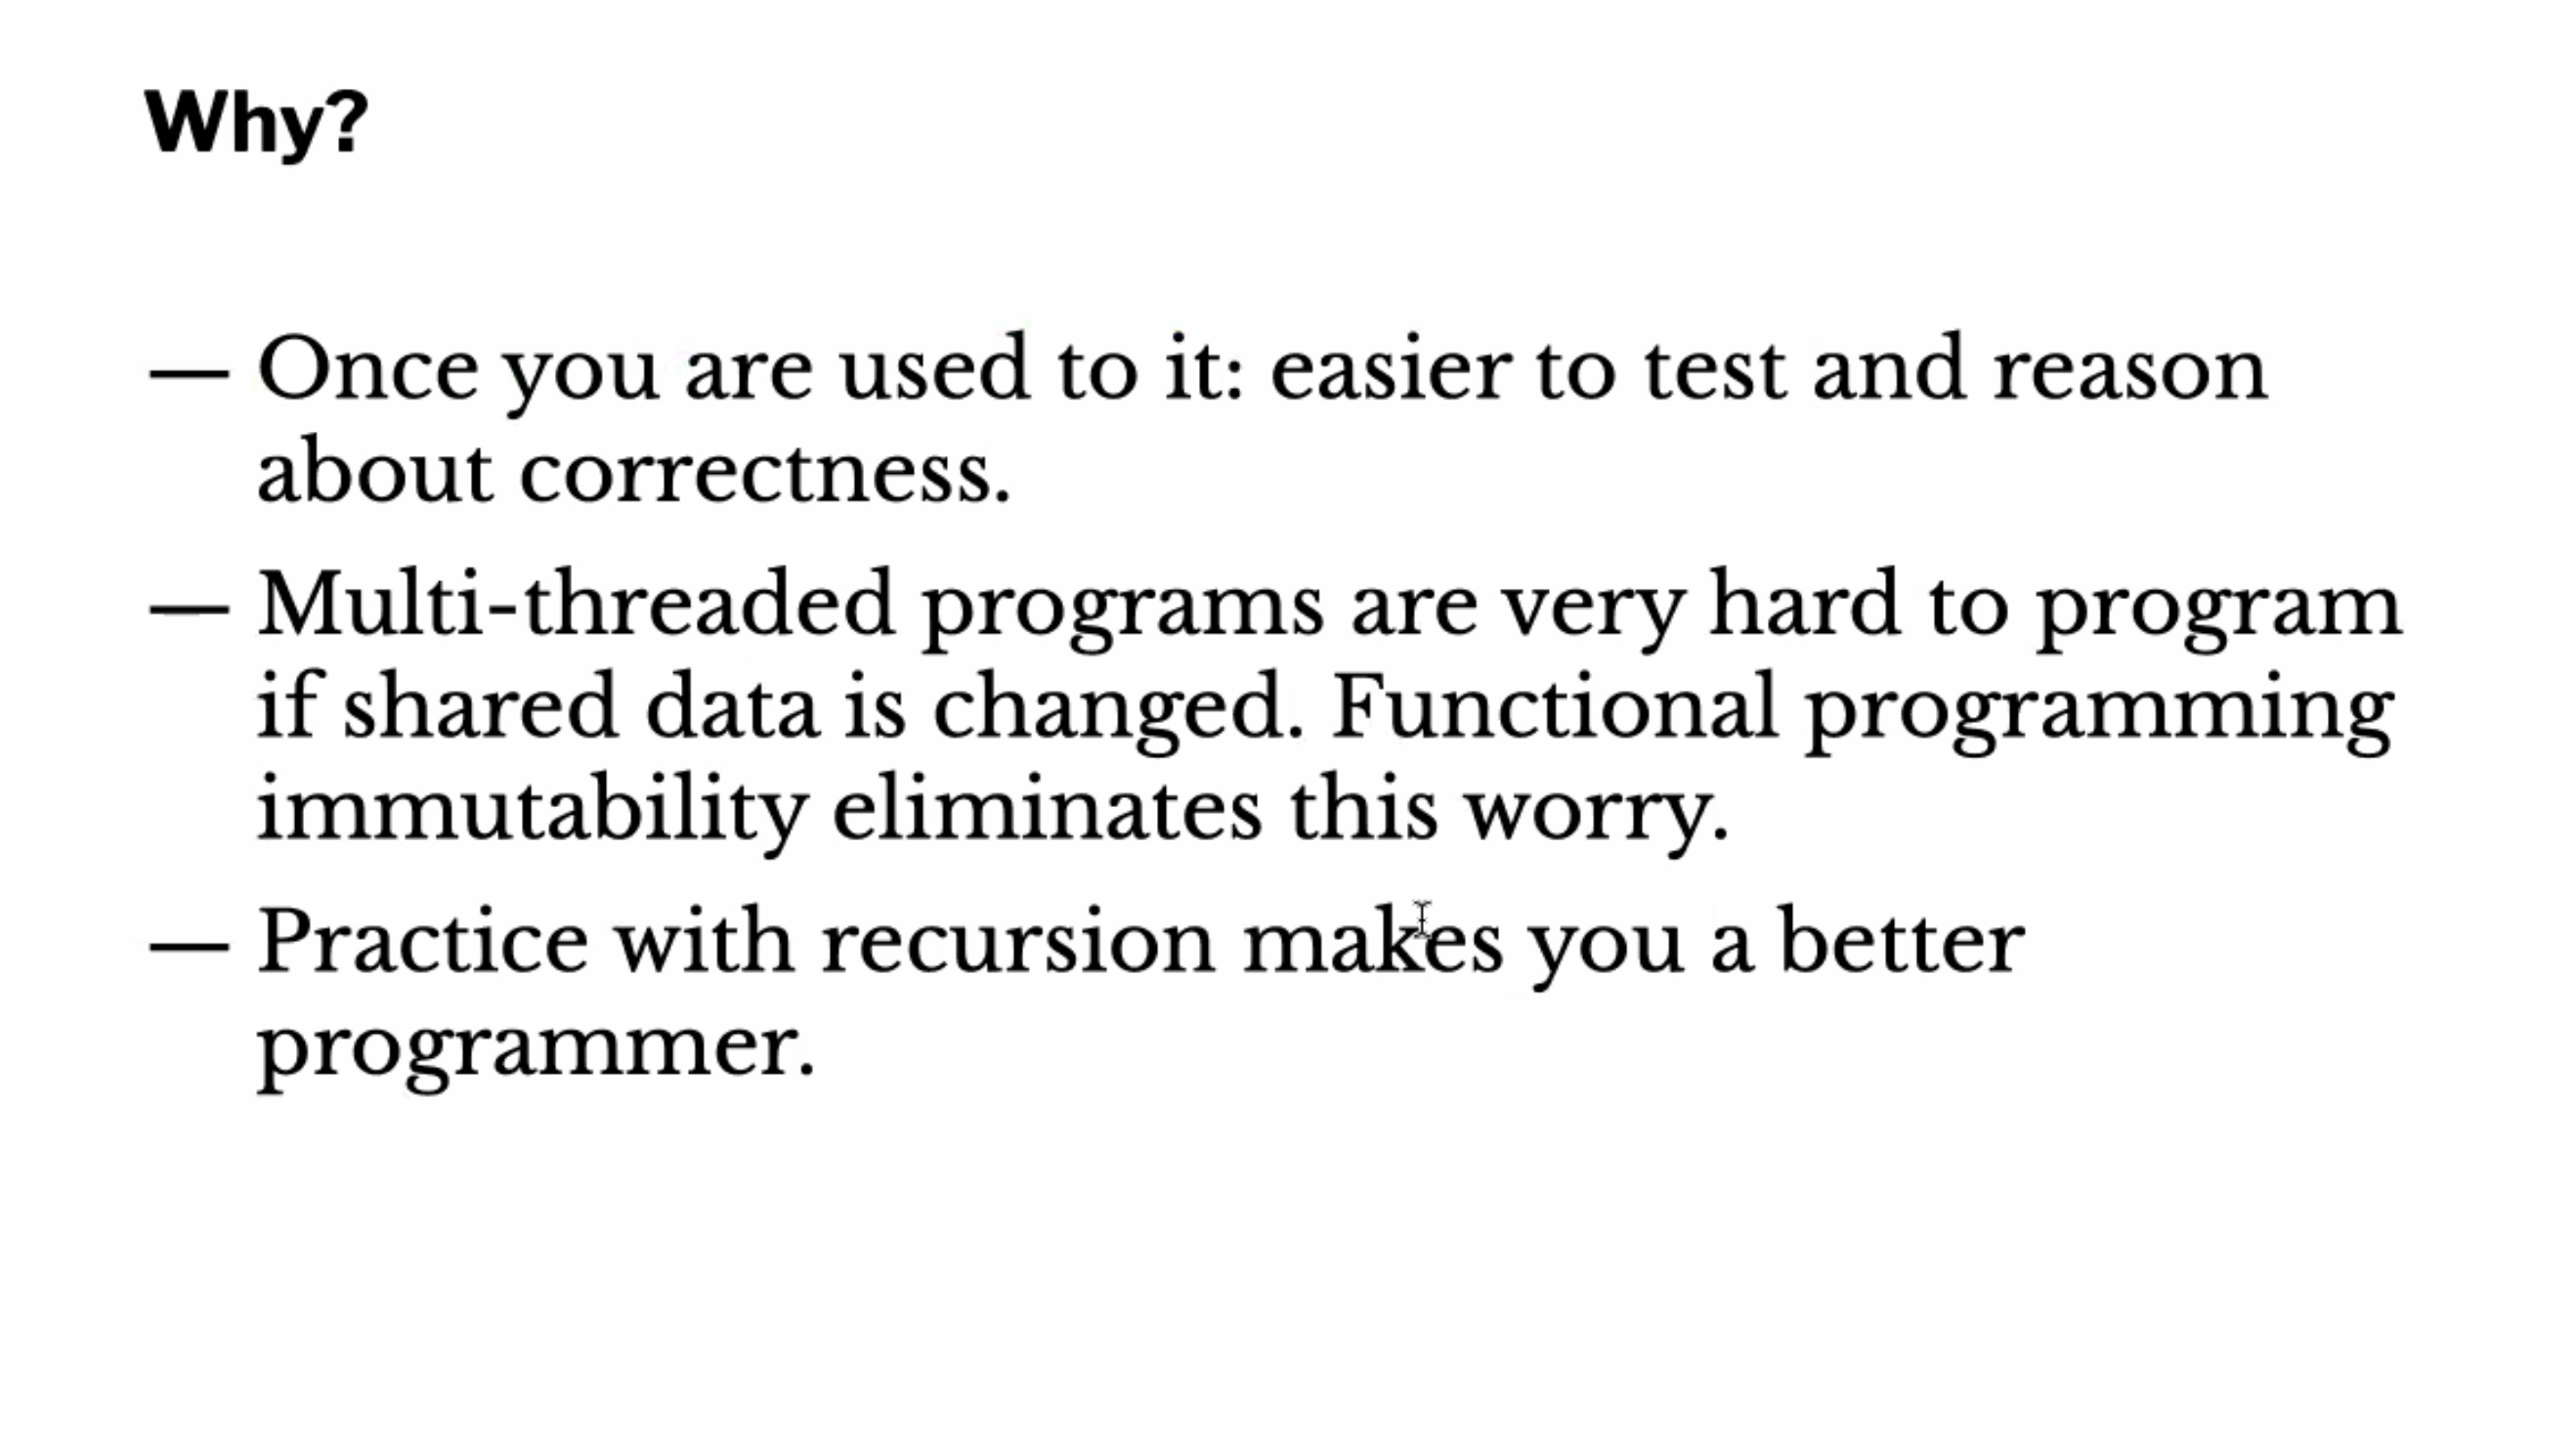 Why?
— Once you are used to it: easier to test and reason
about correctness.
— Multi-threaded programs are very hard to program
if shared data is changed. Functional programming
immutability eliminates this worry.
— Practice with recursion makes you a better
programmer.